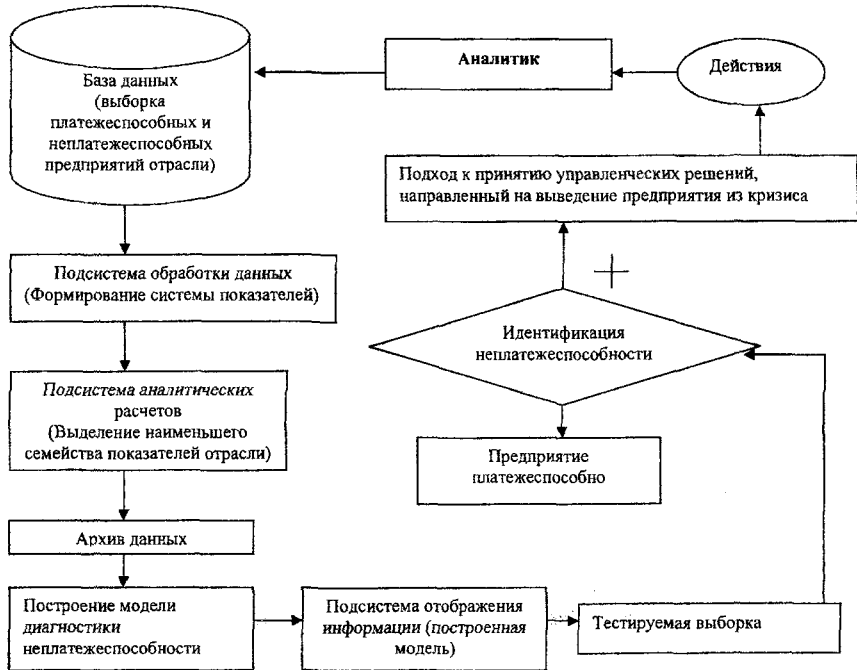 База данных
(выборка
платежеспособных и
неплатежеспособных
предприятий отрасли)
Аналитик
Действия
Подход к принятию управленческих решений,
направленный на выведение предприятия из кризиса
Подсистема обработки данных
(Формирование системы показателей)
+
Идентификация
неплатежеспособности
Подсистема аналитических
расчетов
(Выделение наименьшего
семейства показателей отрасли)
Предприятие
платежеспособно
Архив данных
Построение модели
диагностики
неплатежеспособности
Подсистема отображения
информации (построенная
модель)
Тестируемая выборка